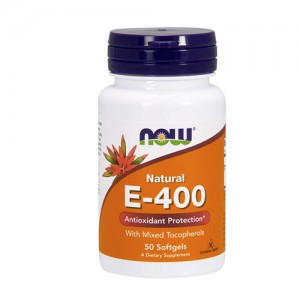 NOW
Natural
E-400
Antioxidant Protection*
With Mixed Tocopherols
50 Softgels
A Dietary Supplement